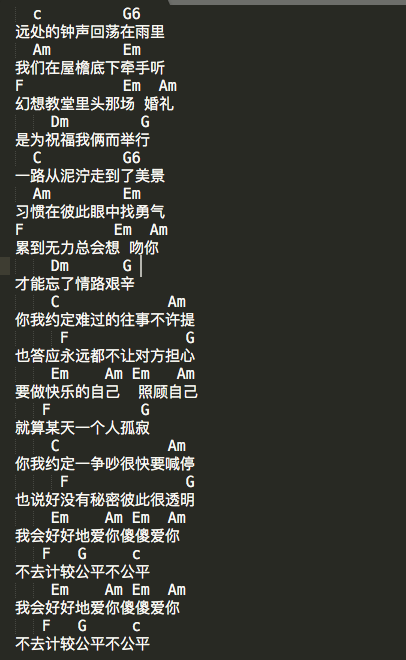 c G6
远处的钟声回荡在雨里
Am Em
我们在屋檐底下牵手听
F Em Am
幻想教堂里头那场 婚礼
Dm G
是为祝福我俩而举行
C G6
一路从泥泞走到了美景
Am Em
习惯在彼此眼中找勇气
F Em Am
累到无力总会想 吻你
Dm G
才能忘了情路艰辛
C Am
你我约定难过的往事不许提
F G
也答应永远都不让对方担心
Em Am Em Am
要做快乐的自己 照顾自己
F G
就算某天一个人孤寂
C Am
你我约定一争吵很快要喊停
F G
也说好没有秘密彼此很透明
Em Am Em Am
我会好好地爱你傻傻爱你
F G c
不去计较公平不公平
Em Am Em Am
我会好好地爱你傻傻爱你
F G c
不去计较公平不公平